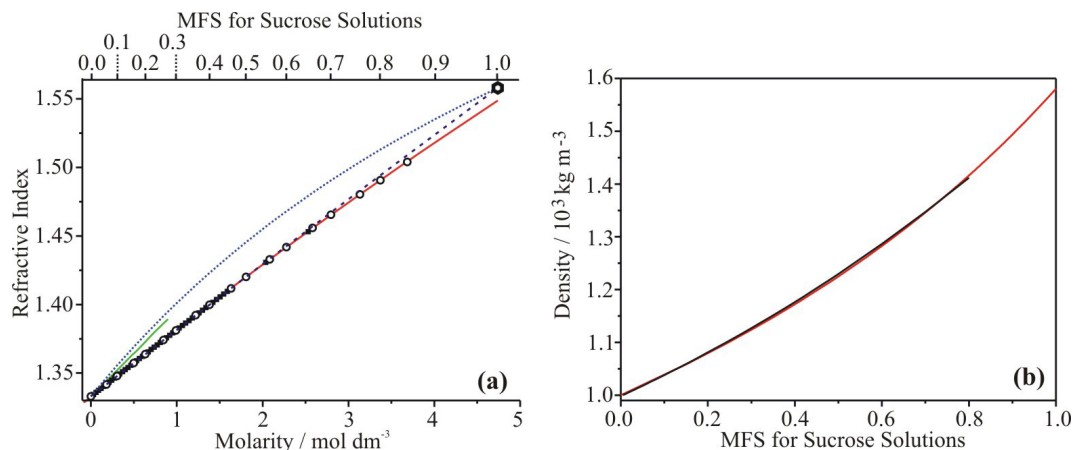 MFS for Sucrose Solutions
0.1 0.3
0.0 0.2 0.4 0.5 0.6 0.7 0.8 0.9 1.0
1.55
1.50
1.45
1.40
1.35
Refractive Index
(a)
0 1 2 3 4 5
Molarity / mol dm⁻³
1.6
1.5
1.4
1.3
1.2
1.1
1.0
Density / 10³ kg m⁻³
(b)
0.0 0.2 0.4 0.6 0.8 1.0
MFS for Sucrose Solutions